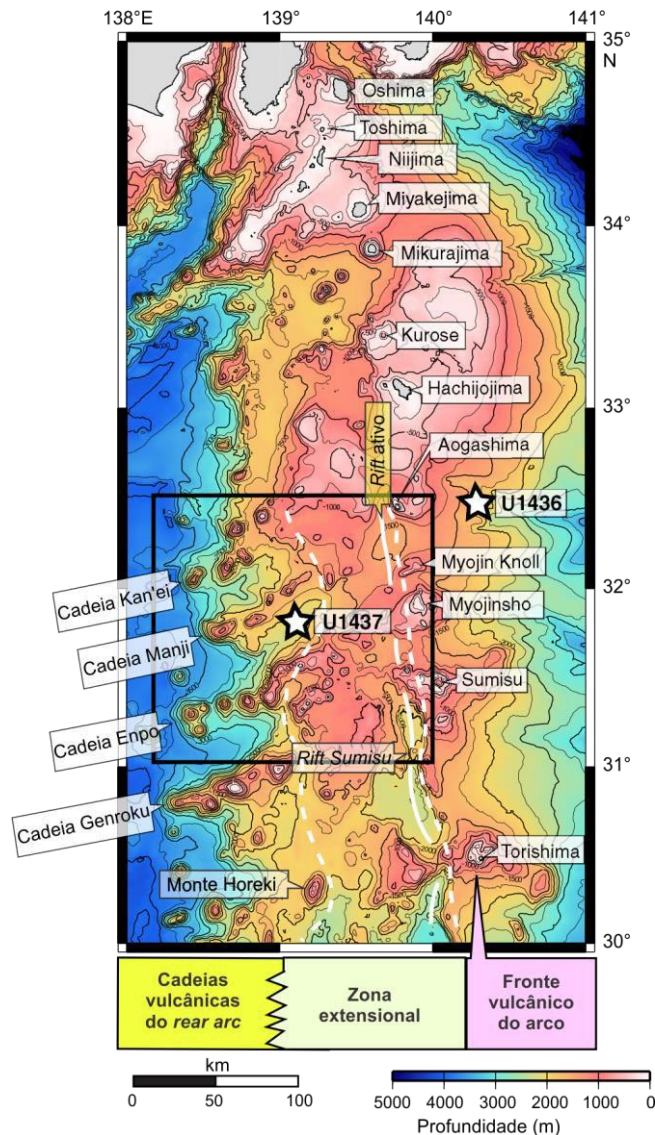 138°E
139°
140°
141°
35°
N
Oshima
Toshima
Niijima
Miyakejima
34°
Mikurajima
Kurose
33°
Hachijojima
Rift ativo
Aogashima
U1436
Myojin Knoll
32°
Cadeia Kan'ei
Myojinsho
U1437
Cadeia Manji
Sumisu
Cadeia Enpo
Rift Sumisu
31°
Cadeia Genroku
Torishima
Monte Horeki
30°
Cadeias
vulcânicas
do rear arc
Zona
extensional
Fronte
vulcânico
do arco
km
0 50 100
5000 4000 3000 2000 1000 0
Profundidade (m)